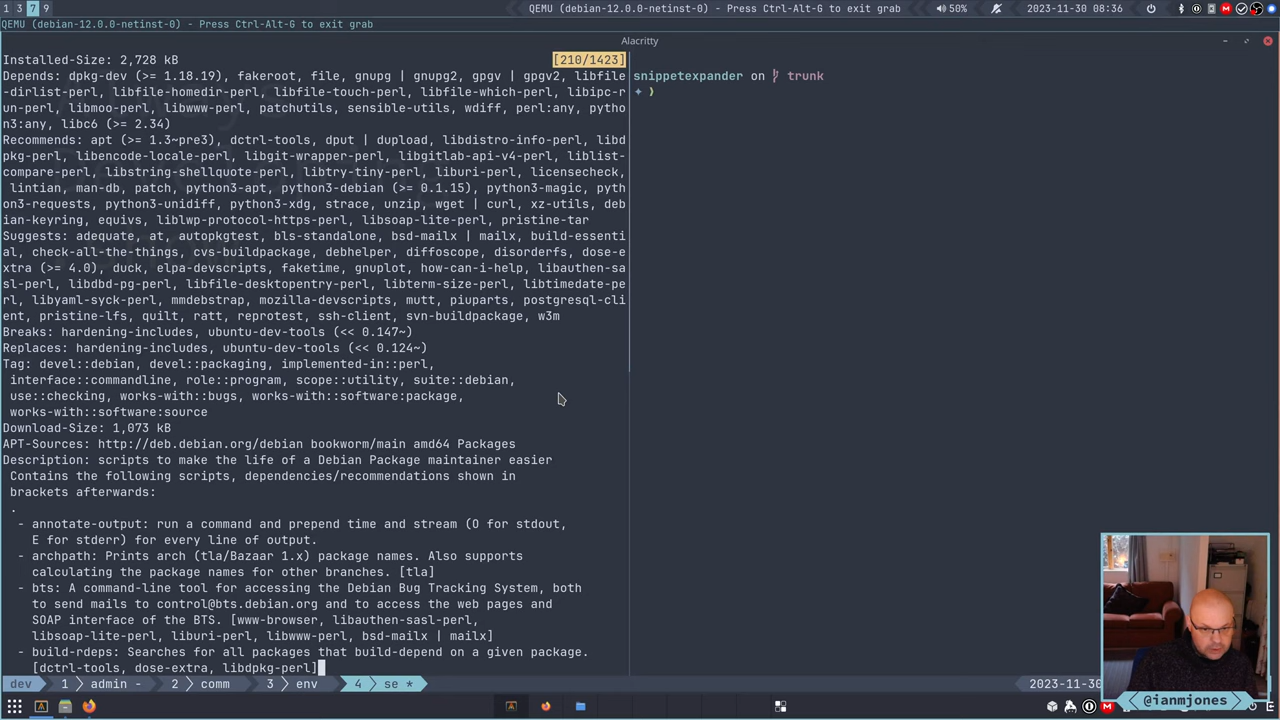 1 3 7 9
QEMU (debian-12.0.0-netinst-0) - Press Ctrl-Alt-G to exit grab
50%
2023-11-30 08:36
QEMU (debian-12.0.0-netinst-0) - Press Ctrl-Alt-G to exit grab
Alacritty
Installed-Size: 2,728 kB
[210/1423]
Depends: dpkg-dev (>= 1.18.19), fakeroot, file, gnupg | gnupg2, gpgv | gpgv2, libfile
-dirlist-perl, libfile-homedir-perl, libfile-touch-perl, libfile-which-perl, libipc-r
un-perl, libmoo-perl, libwww-perl, patchutils, sensible-utils, wdiff, perl:any, pytho
n3:any, libc6 (>= 2.34)
Recommends: apt (>= 1.3~pre3), dctrl-tools, dput | dupload, libdistro-info-perl, libd
pkg-perl, libencode-locale-perl, libgit-wrapper-perl, libgitlab-api-v4-perl, liblist-
compare-perl, libstring-shellquote-perl, libtry-tiny-perl, liburi-perl, licensecheck,
lintian, man-db, patch, python3-apt, python3-debian (>= 0.1.15), python3-magic, pyth
on3-requests, python3-unidiff, python3-xdg, strace, unzip, wget | curl, xz-utils, deb
ian-keyring, equivs, liblwp-protocol-https-perl, libsoap-lite-perl, pristine-tar
Suggests: adequate, at, autopkgtest, bls-standalone, bsd-mailx | mailx, build-essenti
al, check-all-the-things, cvs-buildpackage, debhelper, diffoscope, disorderfs, dose-e
xtra (>= 4.0), duck, elpa-devscripts, faketime, gnuplot, how-can-i-help, libauthen-sa
sl-perl, libdbd-pg-perl, libfile-desktopentry-perl, libterm-size-perl, libtimedate-pe
rl, libyaml-syck-perl, mmdebstrap, mozilla-devscripts, mutt, piuparts, postgresql-cli
ent, pristine-lfs, quilt, ratt, reprotest, ssh-client, svn-buildpackage, w3m
Breaks: hardening-includes, ubuntu-dev-tools (<< 0.147~)
Replaces: hardening-includes, ubuntu-dev-tools (<< 0.124~)
Tag: devel::debian, devel::packaging, implemented-in::perl,
interface::commandline, role::program, scope::utility, suite::debian,
use::checking, works-with::bugs, works-with::software:package,
works-with::software:source
Download-Size: 1,073 kB
APT-Sources: http://deb.debian.org/debian bookworm/main amd64 Packages
Description: scripts to make the life of a Debian Package maintainer easier
Contains the following scripts, dependencies/recommendations shown in
brackets afterwards:
.
- annotate-output: run a command and prepend time and stream (O for stdout,
E for stderr) for every line of output.
- archpath: Prints arch (tla/Bazaar 1.x) package names. Also supports
calculating the package names for other branches. [tla]
- bts: A command-line tool for accessing the Debian Bug Tracking System, both
to send mails to control@bts.debian.org and to access the web pages and
SOAP interface of the BTS. [www-browser, libauthen-sasl-perl,
libsoap-lite-perl, liburi-perl, libwww-perl, bsd-mailx | mailx]
- build-rdeps: Searches for all packages that build-depend on a given package.
[dctrl-tools, dose-extra, libdpkg-perl]
snippetexpander on trunk
dev 1 admin - 2 comm 3 env 4 se *
2023-11-30
@ianmjones